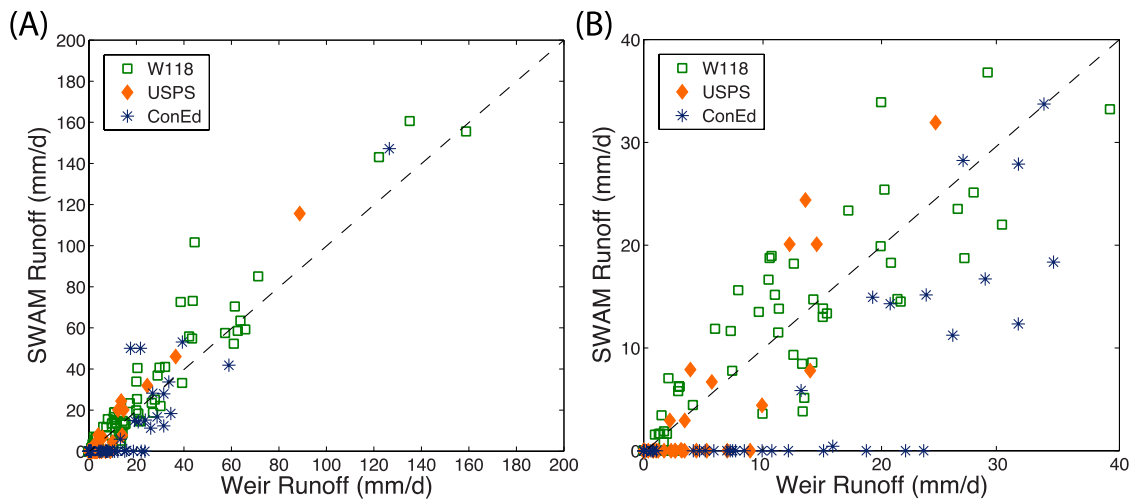 (A)
200
180
160
140
120
100
80
60
40
20
0
0 20 40 60 80 100 120 140 160 180 200
SWAM Runoff (mm/d)
Weir Runoff (mm/d)
W118
USPS
ConEd
(B)
40
30
20
10
0
0 10 20 30 40
SWAM Runoff (mm/d)
Weir Runoff (mm/d)
W118
USPS
ConEd